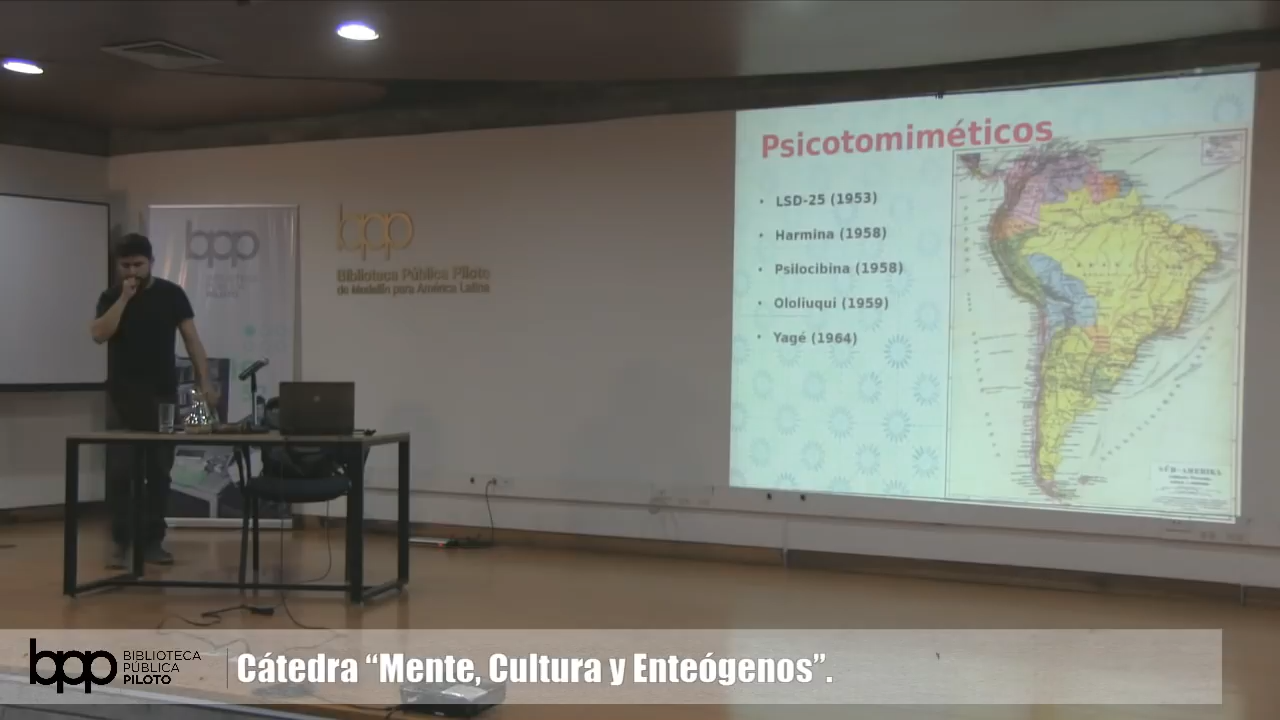 Psicotomiméticos
• LSD-25 (1953)
• Harmina (1958)
• Psilocibina (1958)
• Ololiuqui (1959)
• Yagé (1964)
SÜD-AMERIKA
bpp
bpp
Biblioteca Pública Piloto
de Medellín para América Latina
bpp
BIBLIOTECA
PÚBLICA
PILOTO
Cátedra “Mente, Cultura y Enteógenos”.